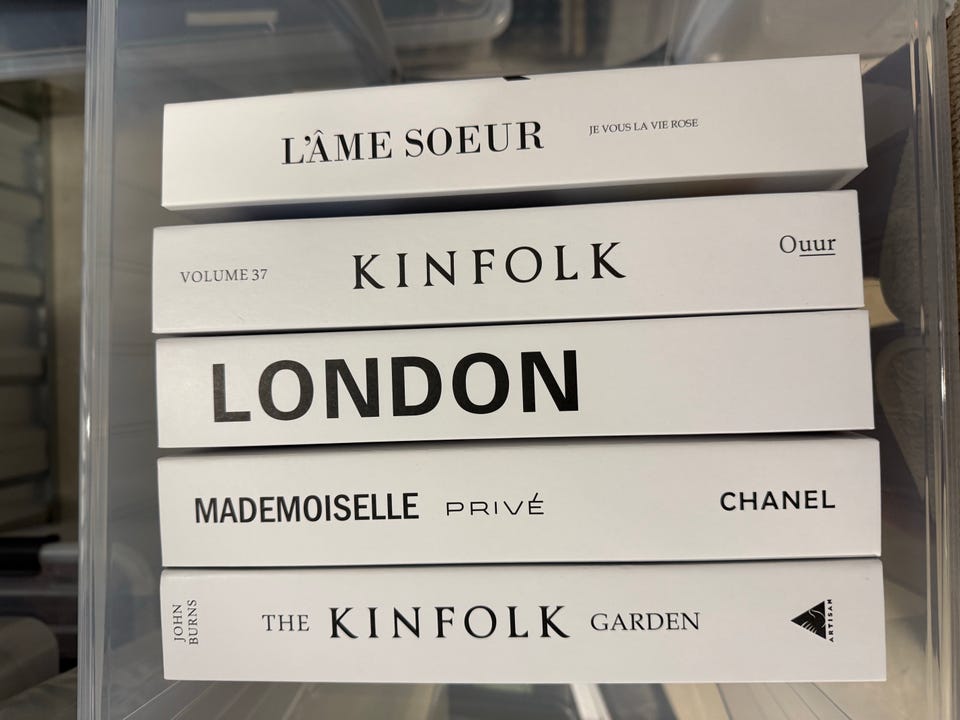 L'ÂME SOEUR JE VOUS LA VIE ROSE
VOLUME 37 KINFOLK Ouur
LONDON
MADEMOISELLE PRIVÉ CHANEL
JOHN
BURNS
THE KINFOLK GARDEN
ARTISAN